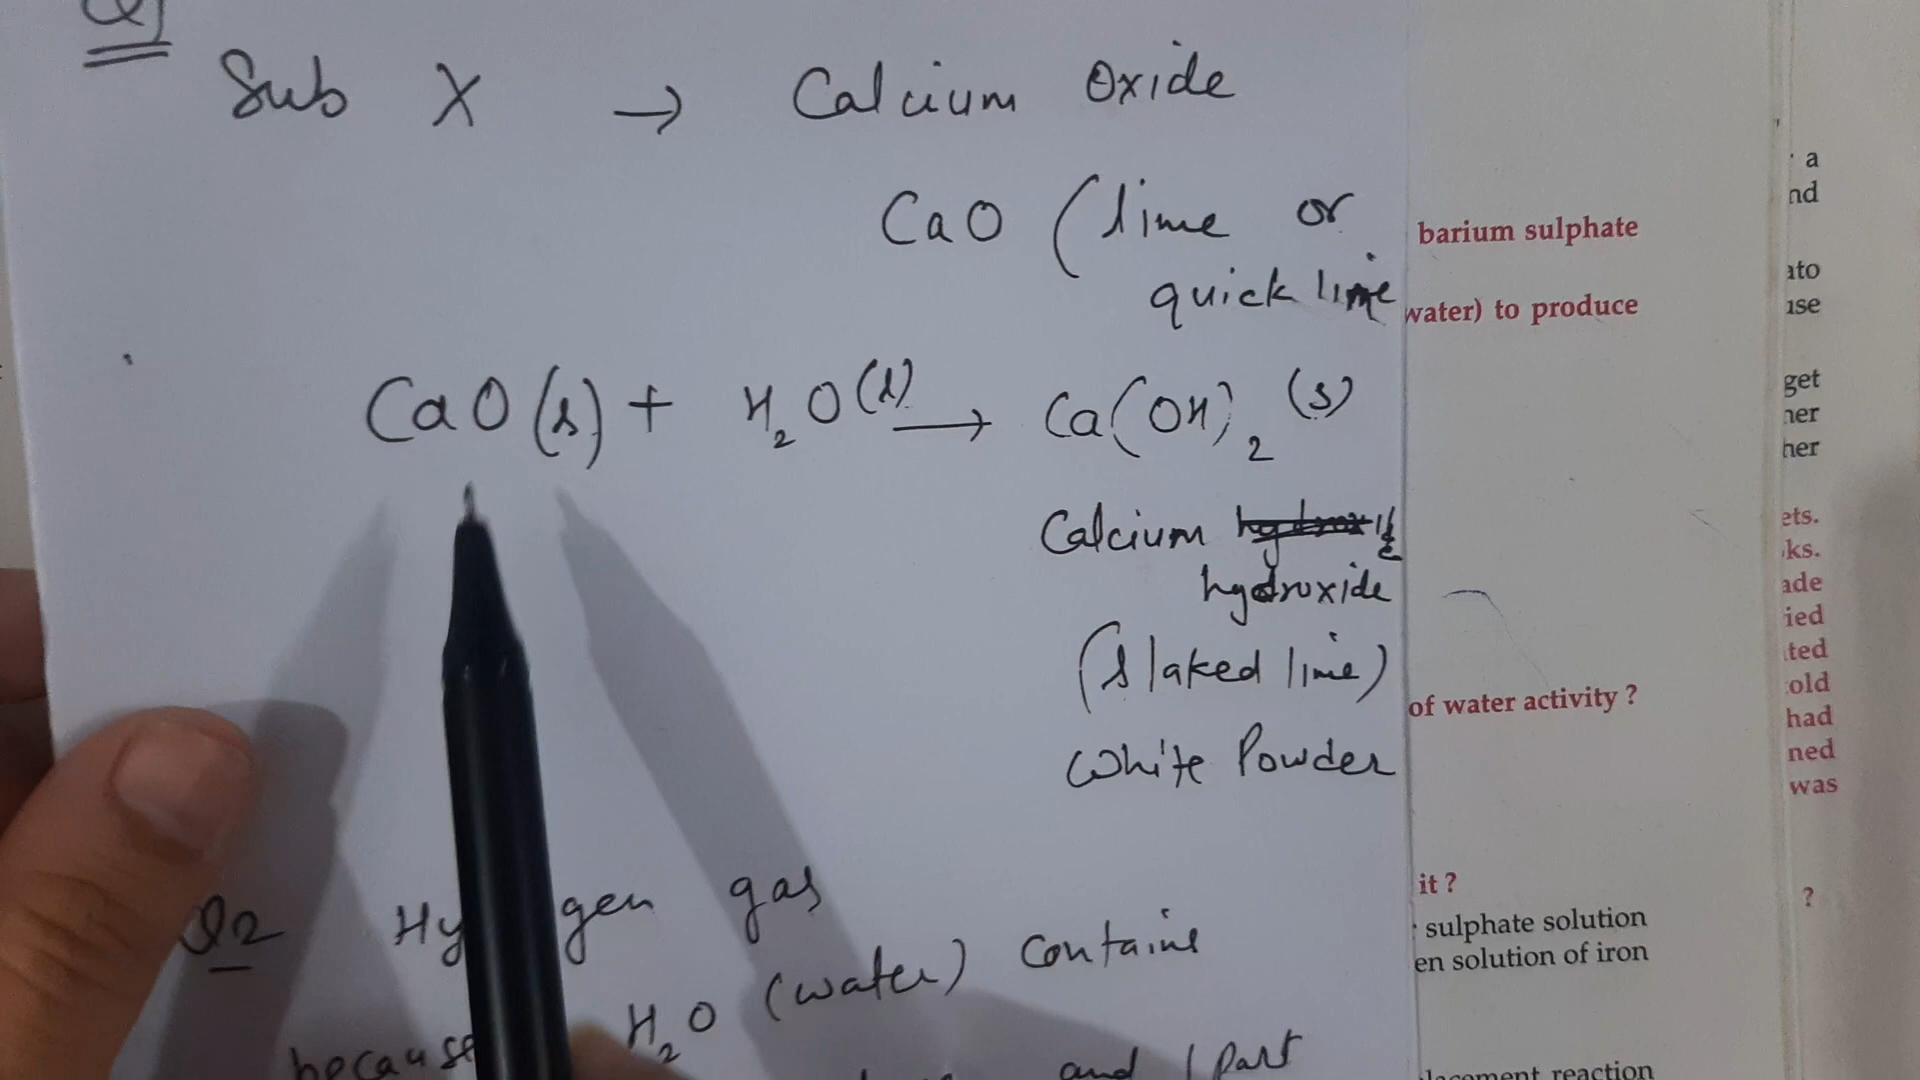 Sub X → Calcium Oxide
CaO (lime or
quick lime
CaO(s) + H₂O(l) → Ca(OH)₂ (s)
Calcium
hydroxide
(slaked lime)
White Powder
Q2 Hy gen gas
because H₂O (water) contains
and 1 Part
barium sulphate
water) to produce
of water activity ?
it ?
sulphate solution
en solution of iron
lacement reaction
a
nd
ato
ise
get
her
her
ets.
ks.
ade
ied
ted
old
had
ned
was
?